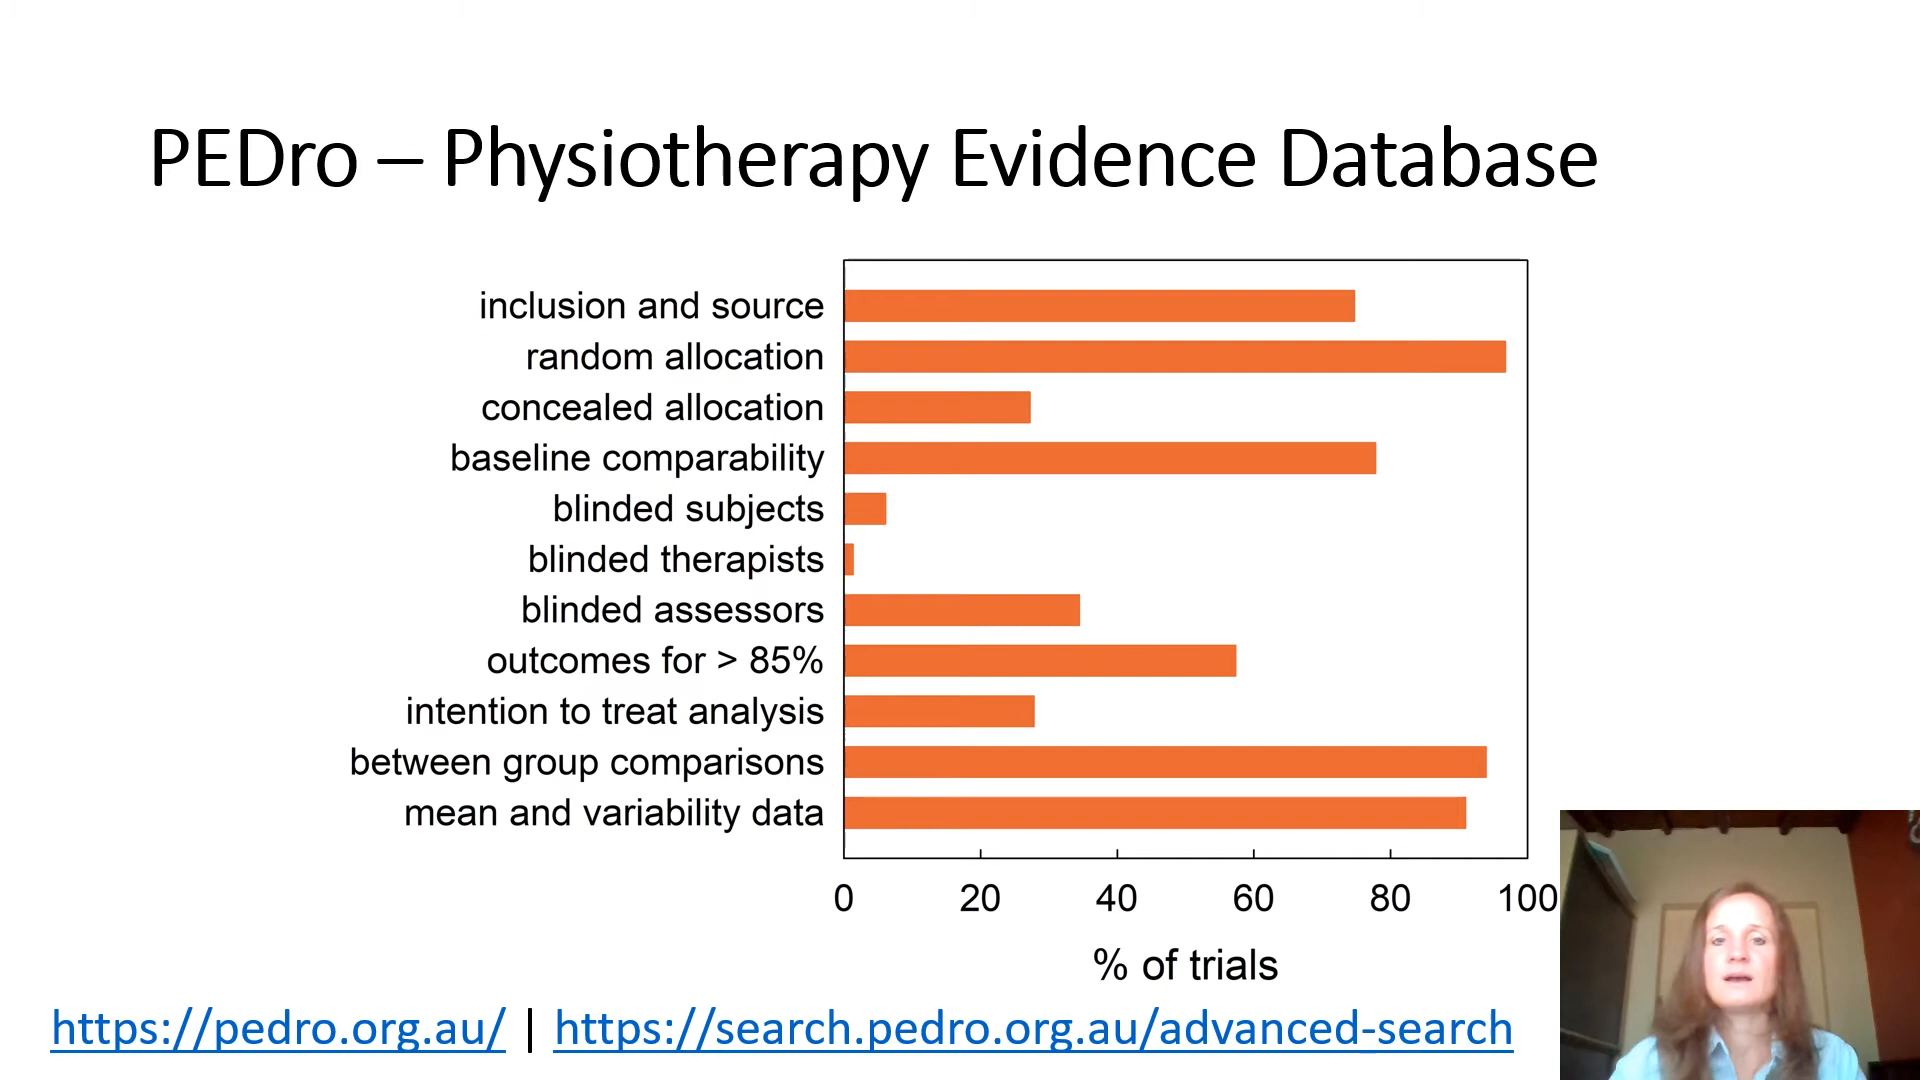 PEDro – Physiotherapy Evidence Database
inclusion and source
random allocation
concealed allocation
baseline comparability
blinded subjects
blinded therapists
blinded assessors
outcomes for > 85%
intention to treat analysis
between group comparisons
mean and variability data
0 20 40 60 80 100
% of trials
https://pedro.org.au/ | https://search.pedro.org.au/advanced-search